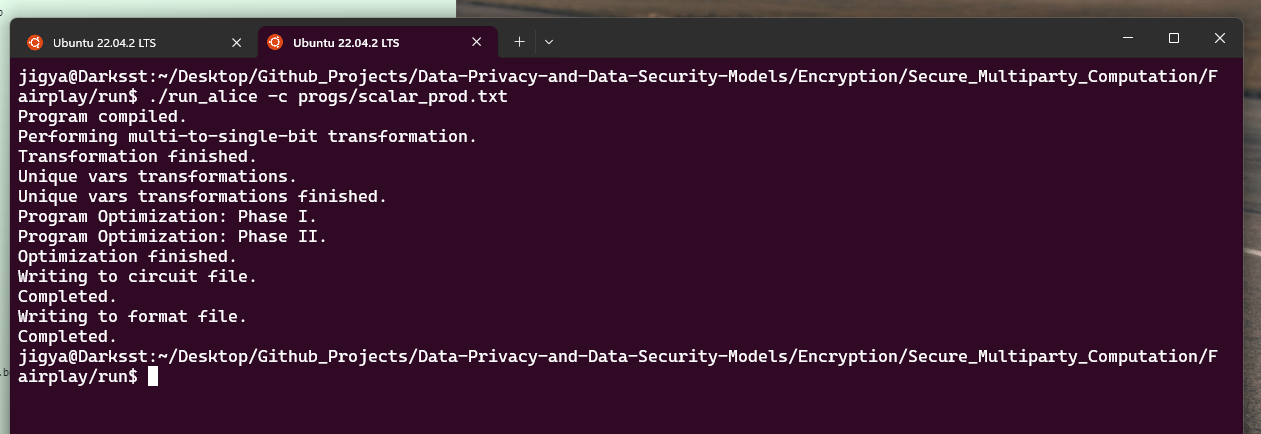 Ubuntu 22.04.2 LTS
Ubuntu 22.04.2 LTS
jigya@Darksst:~/Desktop/Github_Projects/Data-Privacy-and-Data-Security-Models/Encryption/Secure_Multiparty_Computation/F
airplay/run$ ./run_alice -c progs/scalar_prod.txt
Program compiled.
Performing multi-to-single-bit transformation.
Transformation finished.
Unique vars transformations.
Unique vars transformations finished.
Program Optimization: Phase I.
Program Optimization: Phase II.
Optimization finished.
Writing to circuit file.
Completed.
Writing to format file.
Completed.
jigya@Darksst:~/Desktop/Github_Projects/Data-Privacy-and-Data-Security-Models/Encryption/Secure_Multiparty_Computation/F
airplay/run$